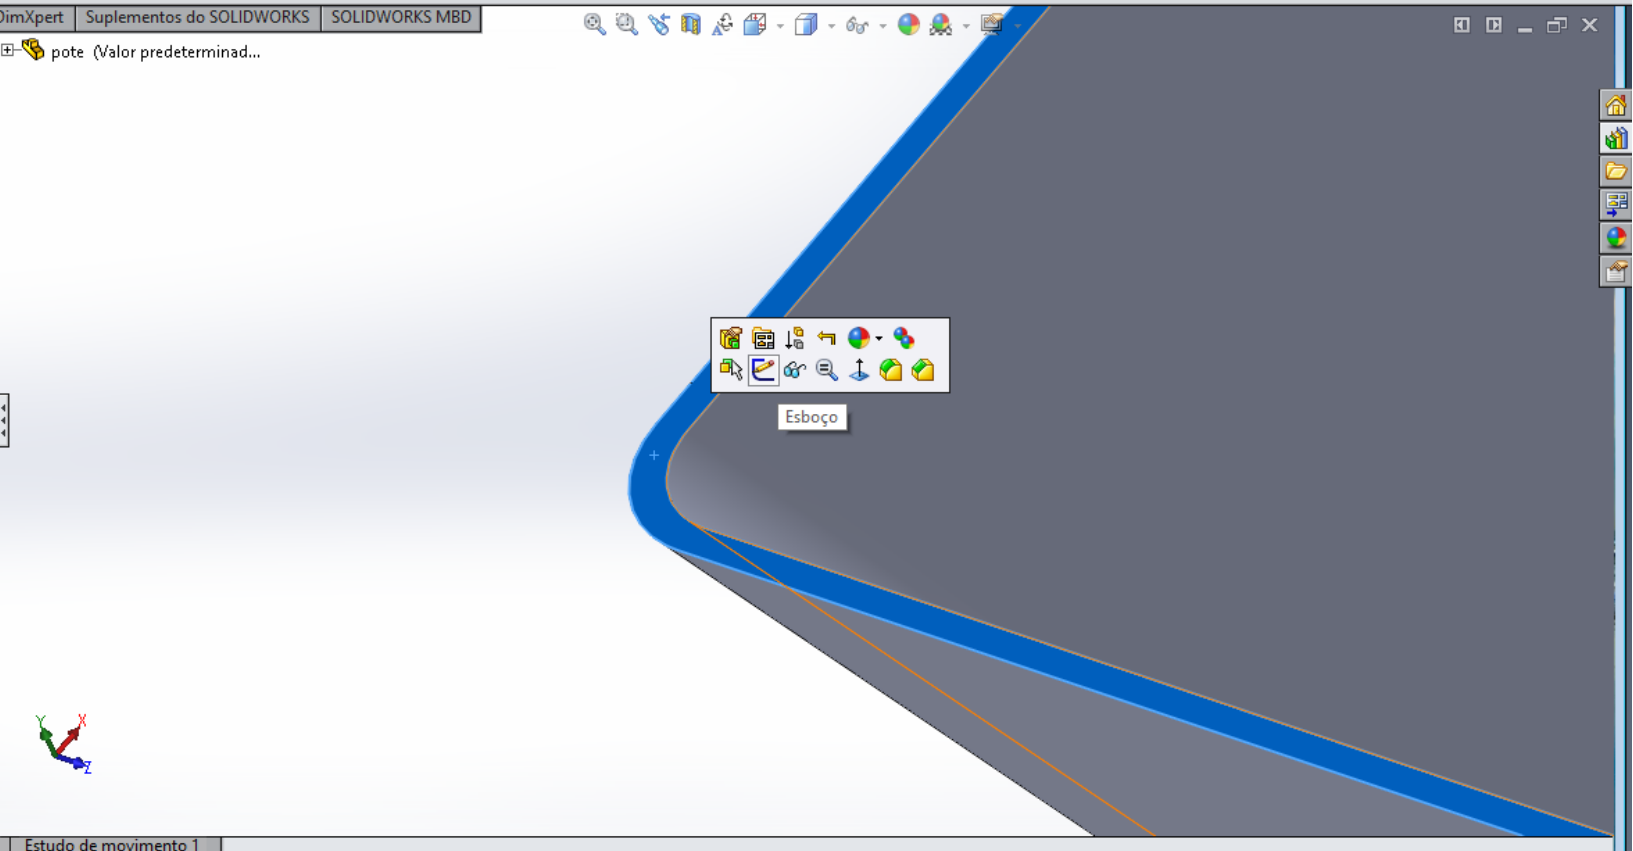 DimXpert
Suplementos do SOLIDWORKS
SOLIDWORKS MBD
pote (Valor predeterminad...
Esboço
Y
X
Z
Estudo de movimento 1